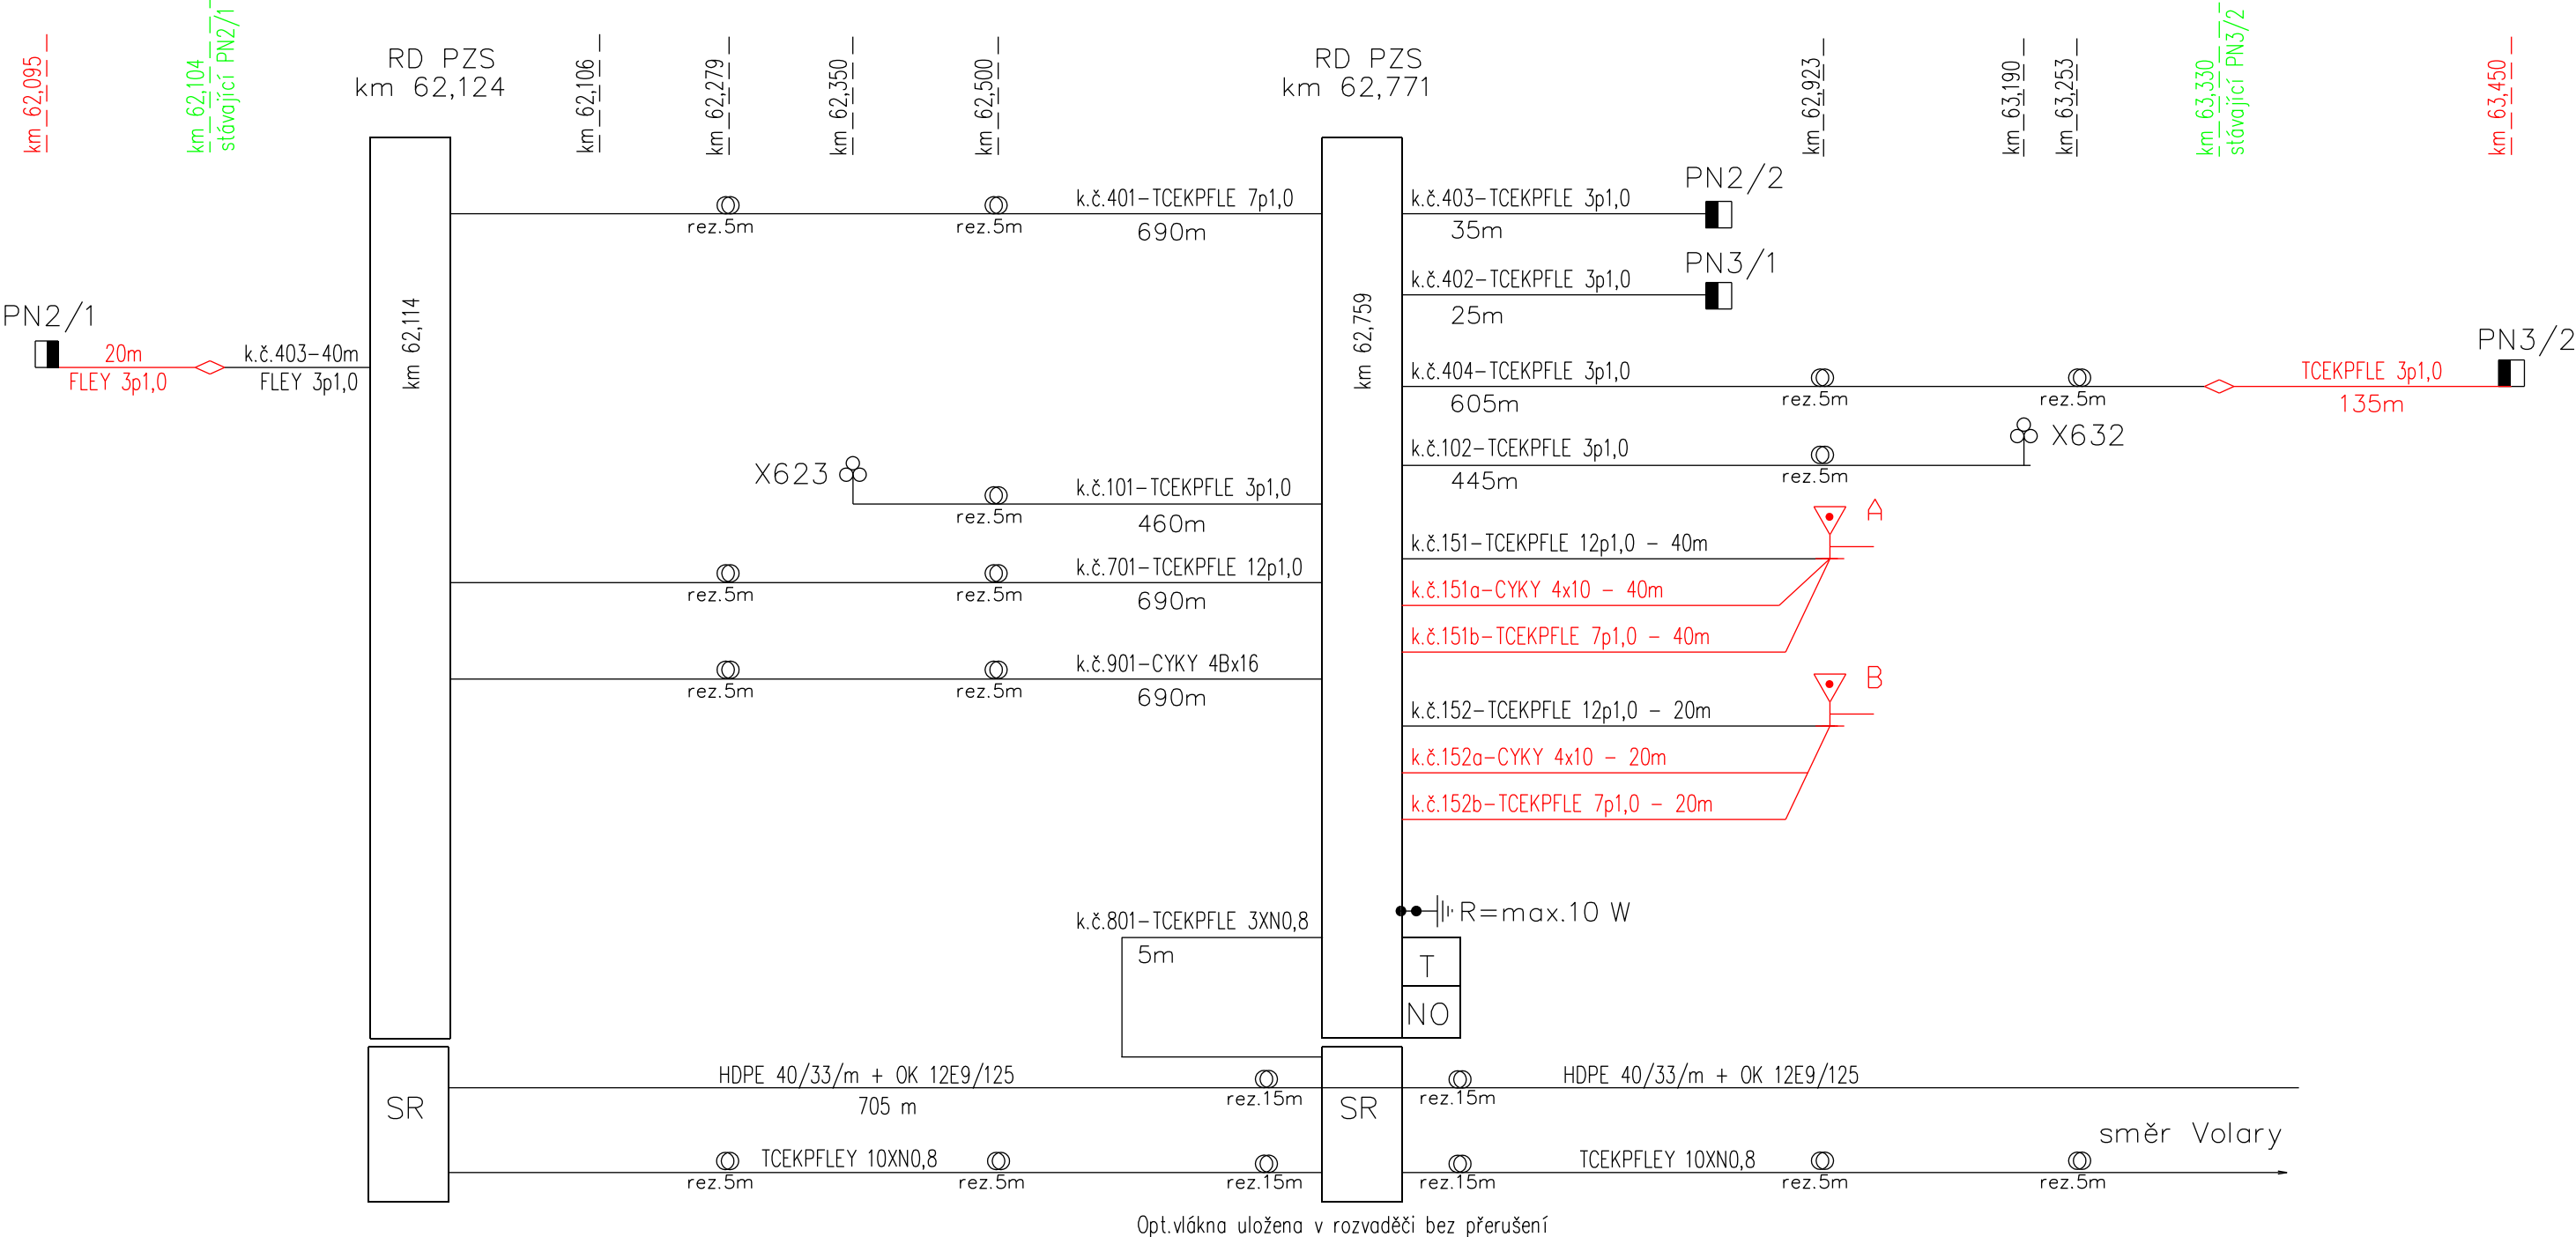 km 62,095
km 62,104
stávající PN2/1
RD PZS
km 62,124
km 62,106
km 62,279
km 62,350
km 62,500
RD PZS
km 62,771
km 62,923
km 63,190
km 63,253
km 63,330
stávající PN3/2
km 63,450
k.č.401-TCEKPFLE 7p1,0
rez.5m
rez.5m
690m
k.č.403-TCEKPFLE 3p1,0
35m
PN2/2
k.č.402-TCEKPFLE 3p1,0
25m
PN3/1
PN2/1
20m
FLEY 3p1,0
k.č.403-40m
FLEY 3p1,0
km 62,114
km 62,759
k.č.404-TCEKPFLE 3p1,0
605m
rez.5m
rez.5m
TCEKPFLE 3p1,0
135m
PN3/2
k.č.102-TCEKPFLE 3p1,0
445m
rez.5m
X632
X623
rez.5m
k.č.101-TCEKPFLE 3p1,0
460m
k.č.151-TCEKPFLE 12p1,0 - 40m
A
k.č.151a-CYKY 4x10 - 40m
k.č.151b-TCEKPFLE 7p1,0 - 40m
k.č.701-TCEKPFLE 12p1,0
rez.5m
rez.5m
690m
k.č.901-CYKY 4Bx16
rez.5m
rez.5m
690m
k.č.152-TCEKPFLE 12p1,0 - 20m
B
k.č.152a-CYKY 4x10 - 20m
k.č.152b-TCEKPFLE 7p1,0 - 20m
k.č.801-TCEKPFLE 3XN0,8
5m
R=max.10 W
T
NO
SR
HDPE 40/33/m + OK 12E9/125
705 m
rez.15m
SR
rez.15m
HDPE 40/33/m + OK 12E9/125
směr Volary
rez.5m
TCEKPFLEY 10XN0,8
rez.5m
rez.15m
rez.15m
TCEKPFLEY 10XN0,8
rez.5m
rez.5m
Opt.vlákna uložena v rozvaděči bez přerušení